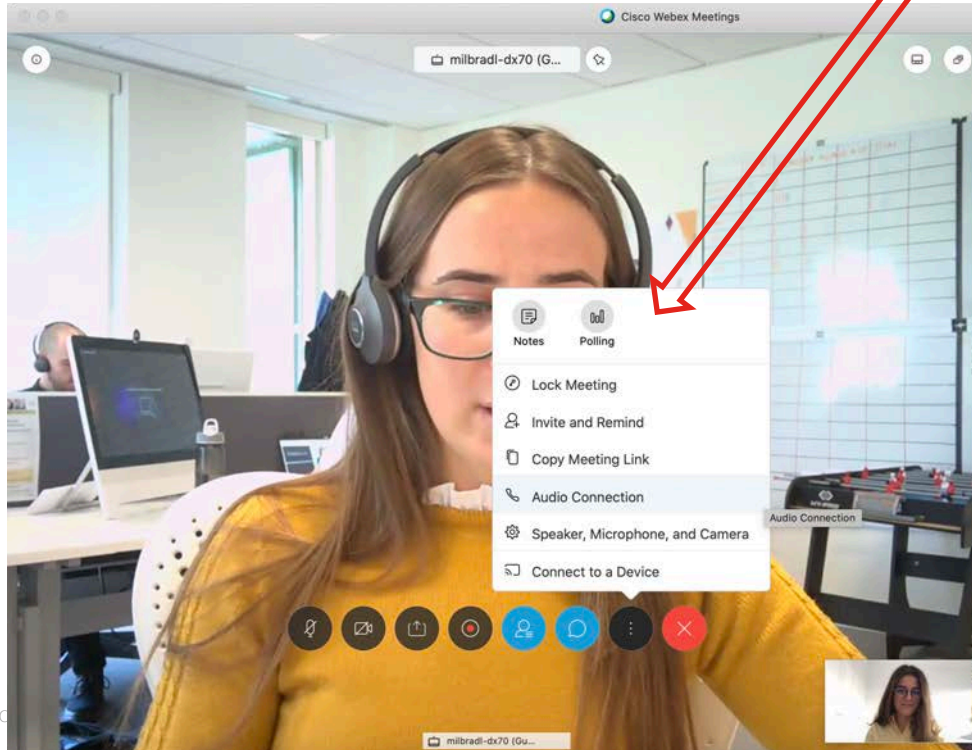 Cisco Webex Meetings
milbradl-dx70 (G...
Notes
Polling
Lock Meeting
Invite and Remind
Copy Meeting Link
Audio Connection
Audio Connection
Speaker, Microphone, and Camera
Connect to a Device
milbradl-dx70 (Gu...